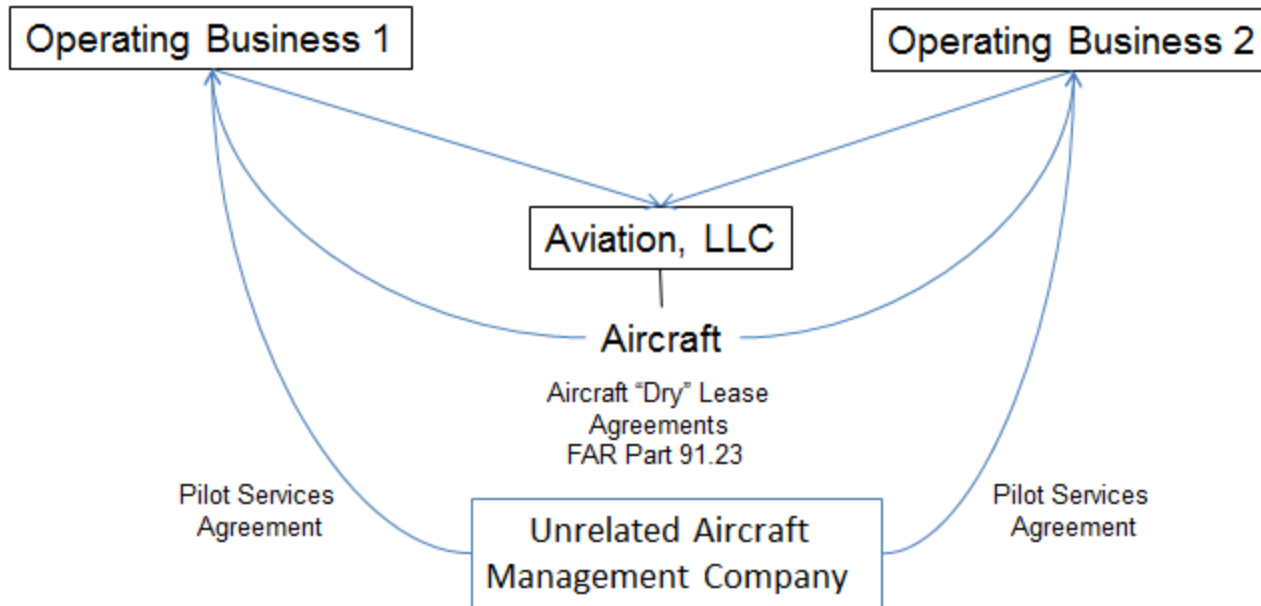 Operating Business 1
Operating Business 2
Aviation, LLC
Aircraft
Aircraft “Dry” Lease
Agreements
FAR Part 91.23
Pilot Services
Agreement
Pilot Services
Agreement
Unrelated Aircraft
Management Company